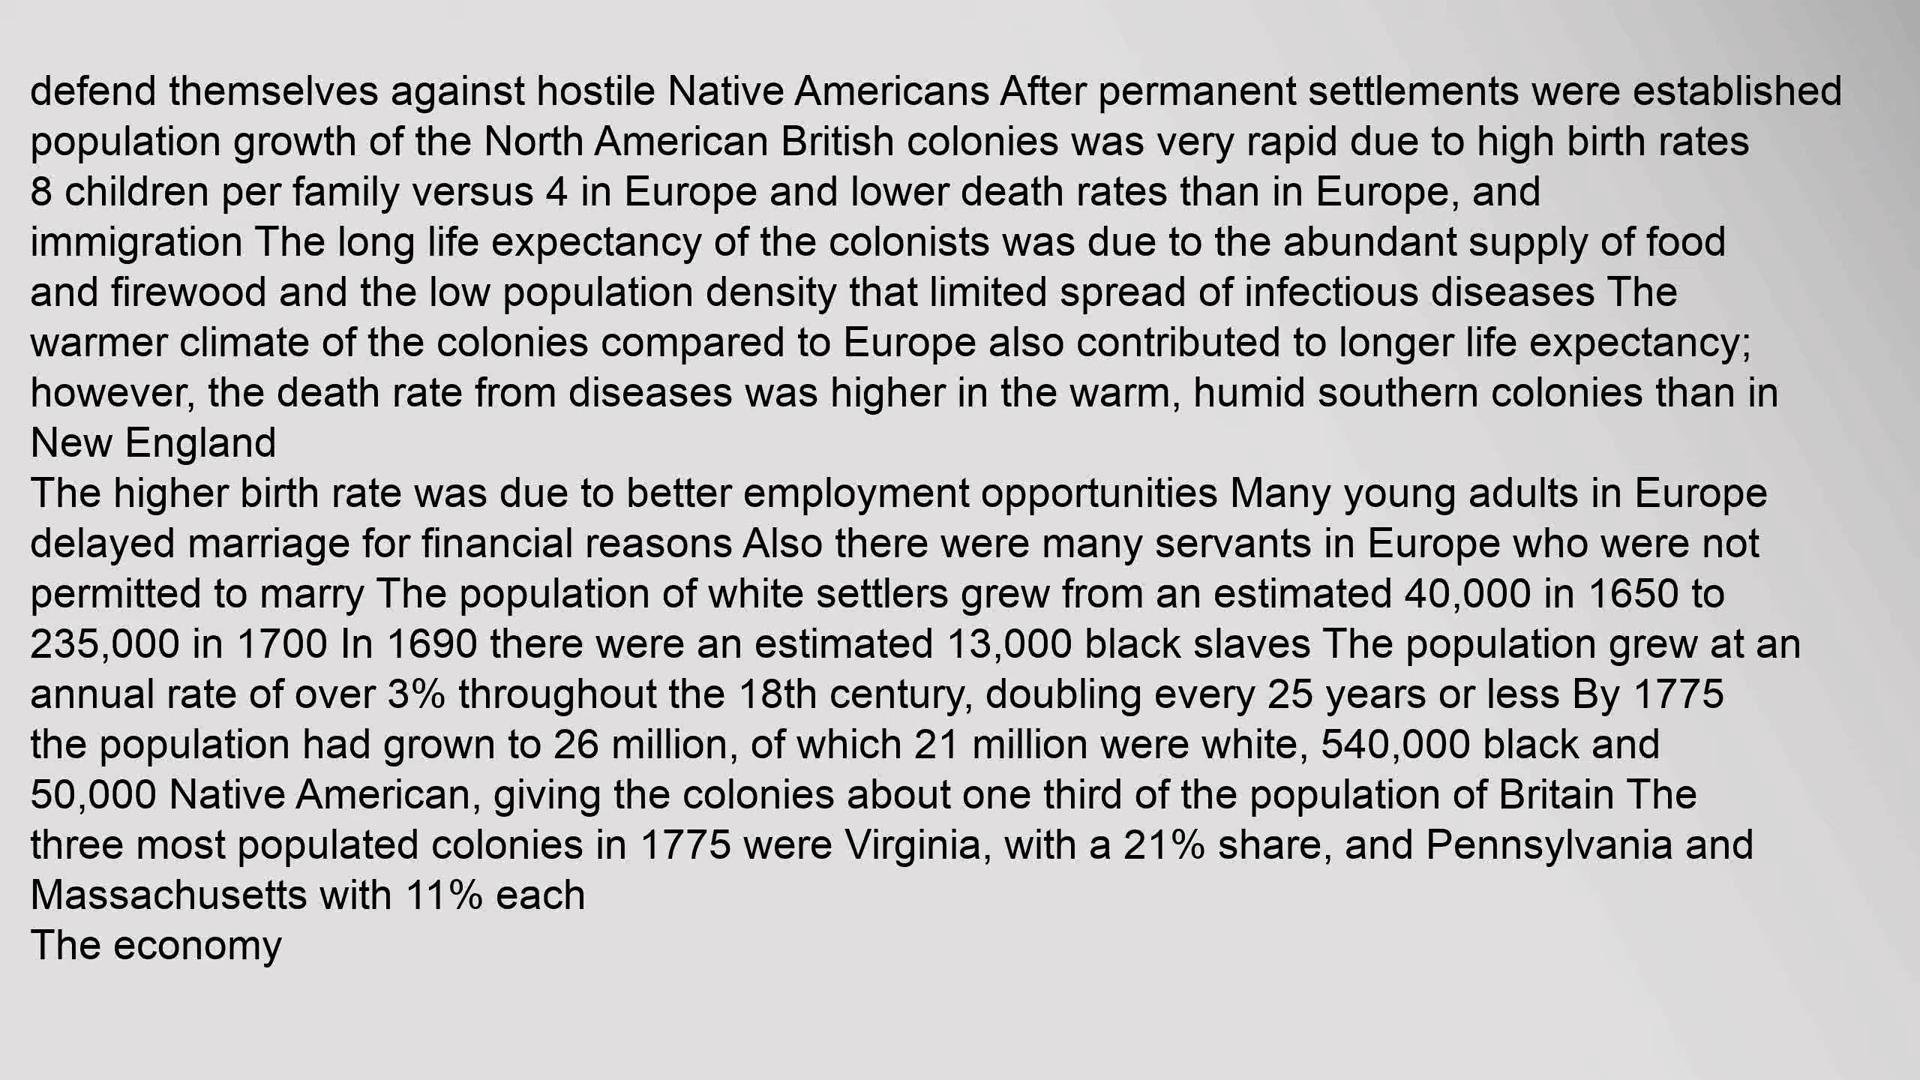 defend themselves against hostile Native Americans After permanent settlements were established
population growth of the North American British colonies was very rapid due to high birth rates
8 children per family versus 4 in Europe and lower death rates than in Europe, and
immigration The long life expectancy of the colonists was due to the abundant supply of food
and firewood and the low population density that limited spread of infectious diseases The
warmer climate of the colonies compared to Europe also contributed to longer life expectancy;
however, the death rate from diseases was higher in the warm, humid southern colonies than in
New England
The higher birth rate was due to better employment opportunities Many young adults in Europe
delayed marriage for financial reasons Also there were many servants in Europe who were not
permitted to marry The population of white settlers grew from an estimated 40,000 in 1650 to
235,000 in 1700 In 1690 there were an estimated 13,000 black slaves The population grew at an
annual rate of over 3% throughout the 18th century, doubling every 25 years or less By 1775
the population had grown to 26 million, of which 21 million were white, 540,000 black and
50,000 Native American, giving the colonies about one third of the population of Britain The
three most populated colonies in 1775 were Virginia, with a 21% share, and Pennsylvania and
Massachusetts with 11% each
The economy